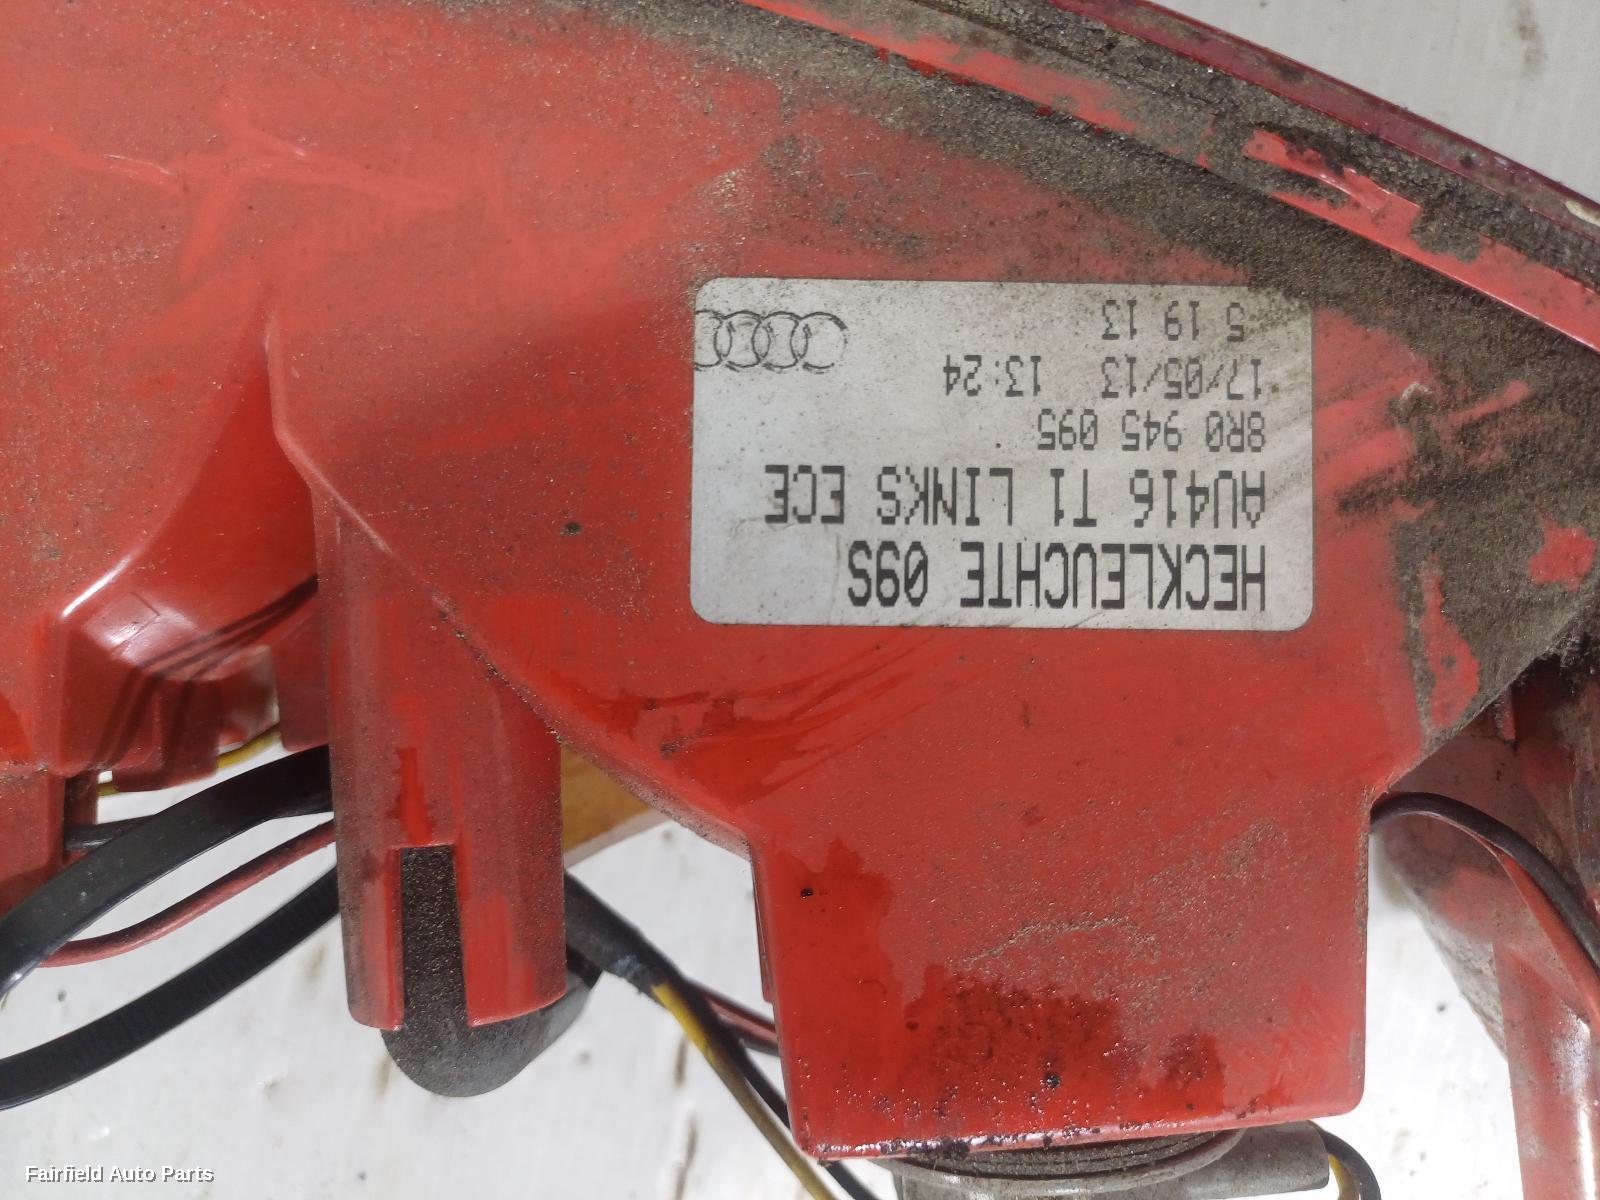 HECKLEUCHTE 09S
AU416 T1 LINKS ECE
8R0 945 095
17/05/13 13:24
5 19 13
Fairfield Auto Parts